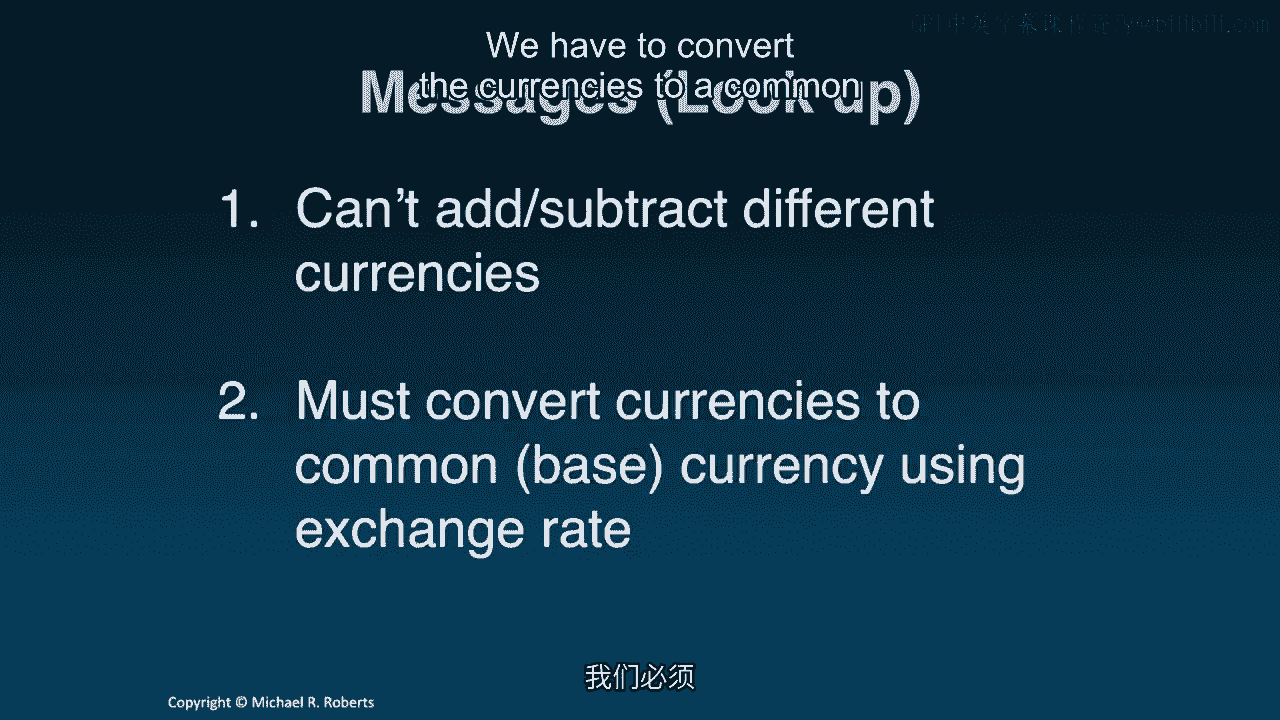 We have to convert
the currencies to a common
Messages (Look up)
1. Can't add/subtract different
currencies
2. Must convert currencies to
common (base) currency using
exchange rate
我们必须
Copyright © Michael R. Roberts